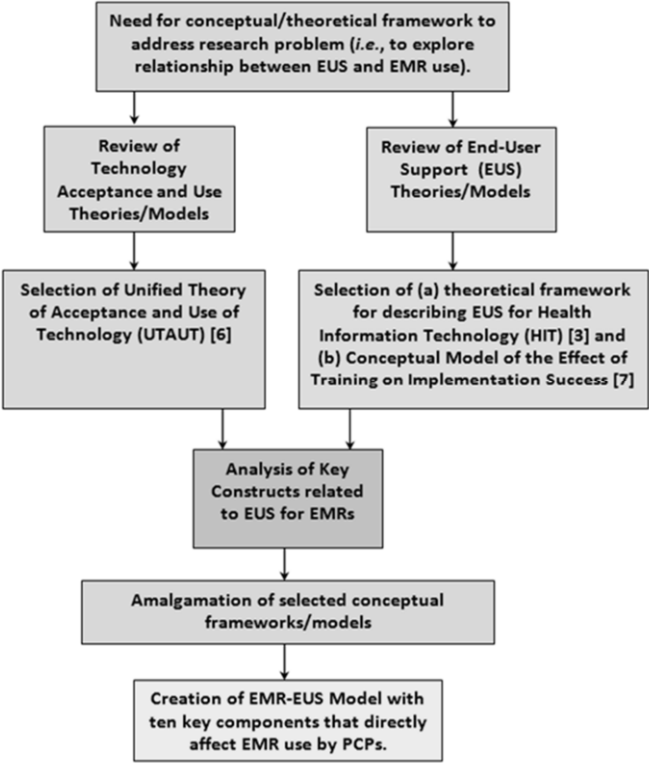 Need for conceptual/theoretical framework to
address research problem (i.e., to explore
relationship between EUS and EMR use).
Review of
Technology
Acceptance and Use
Theories/Models
Review of End-User
Support (EUS)
Theories/Models
Selection of Unified Theory
of Acceptance and Use of
Technology (UTAUT) [6]
Selection of (a) theoretical framework
for describing EUS for Health
Information Technology (HIT) [3] and
(b) Conceptual Model of the Effect of
Training on Implementation Success [7]
Analysis of Key
Constructs related
to EUS for EMRs
Amalgamation of selected conceptual
frameworks/models
Creation of EMR-EUS Model with
ten key components that directly
affect EMR use by PCPs.